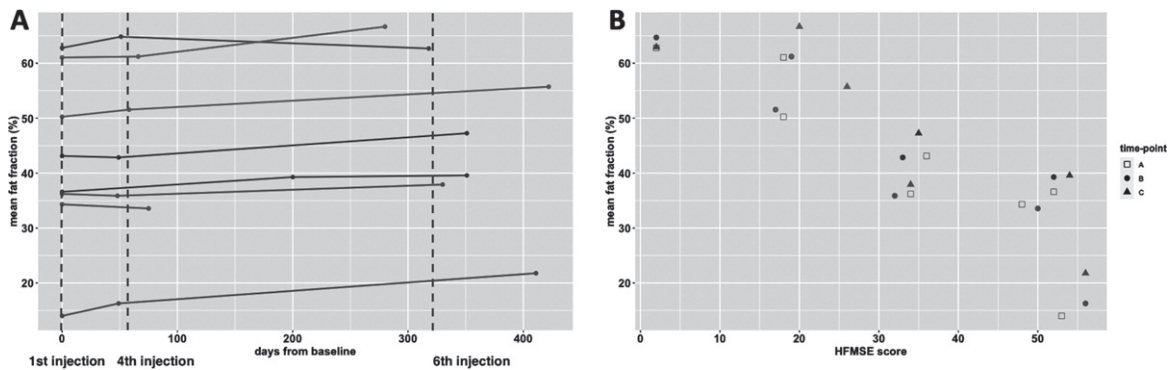 A
mean fat fraction (%)
60
50
40
30
20
0
100
200
300
400
days from baseline
1st injection
4th injection
6th injection
B
mean fat fraction (%)
60
50
40
30
20
0
10
20
30
40
50
HFMSE score
time-point
A
B
C